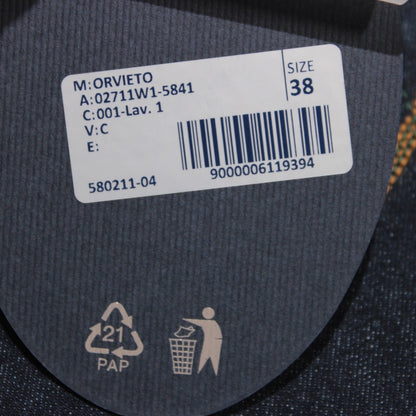 M:ORVIETO
A:02711W1-5841
C:001-Lav. 1
V:C
E:
SIZE
38
9000006119394
580211-04
21
PAP